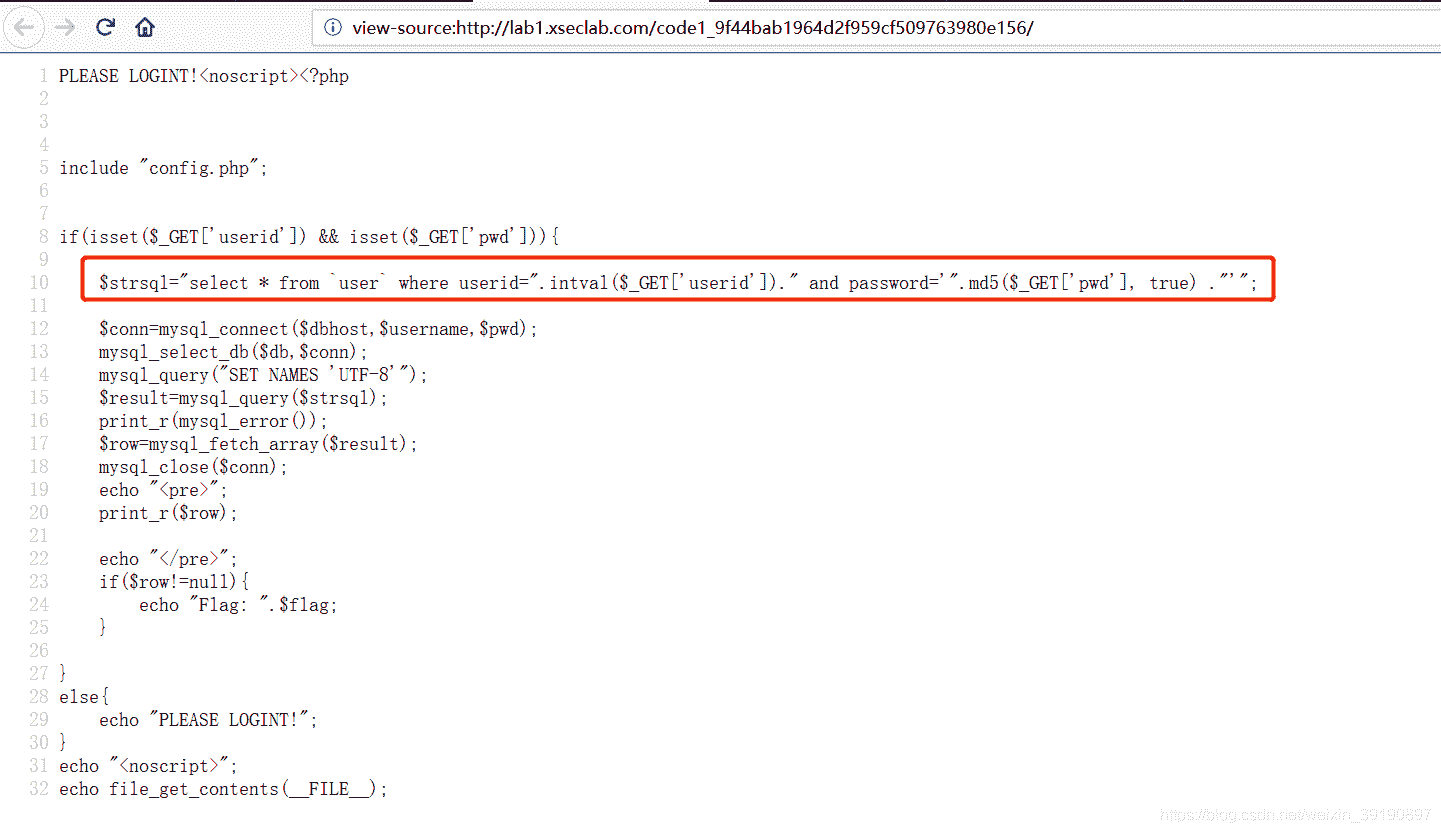 view-source:http://lab1.xseclab.com/code1_9f44bab1964d2f959cf509763980e156/
1 PLEASE LOGINT!<noscript><?php
2
3
4
5 include "config.php";
6
7
8 if(isset($_GET['userid']) && isset($_GET['pwd'])){
9
10     $strsql="select * from `user` where userid=".intval($_GET['userid'])." and password='".md5($_GET['pwd'], true) ."'";
11
12     $conn=mysql_connect($dbhost,$username,$pwd);
13     mysql_select_db($db,$conn);
14     mysql_query("SET NAMES 'UTF-8'");
15     $result=mysql_query($strsql);
16     print_r(mysql_error());
17     $row=mysql_fetch_array($result);
18     mysql_close($conn);
19     echo "<pre>";
20     print_r($row);
21
22     echo "</pre>";
23     if($row!=null){
24         echo "Flag: ".$flag;
25     }
26
27 }
28 else{
29     echo "PLEASE LOGINT!";
30 }
31 echo "<noscript>";
32 echo file_get_contents(__FILE__);
https://blog.csdn.net/weixin_39190897